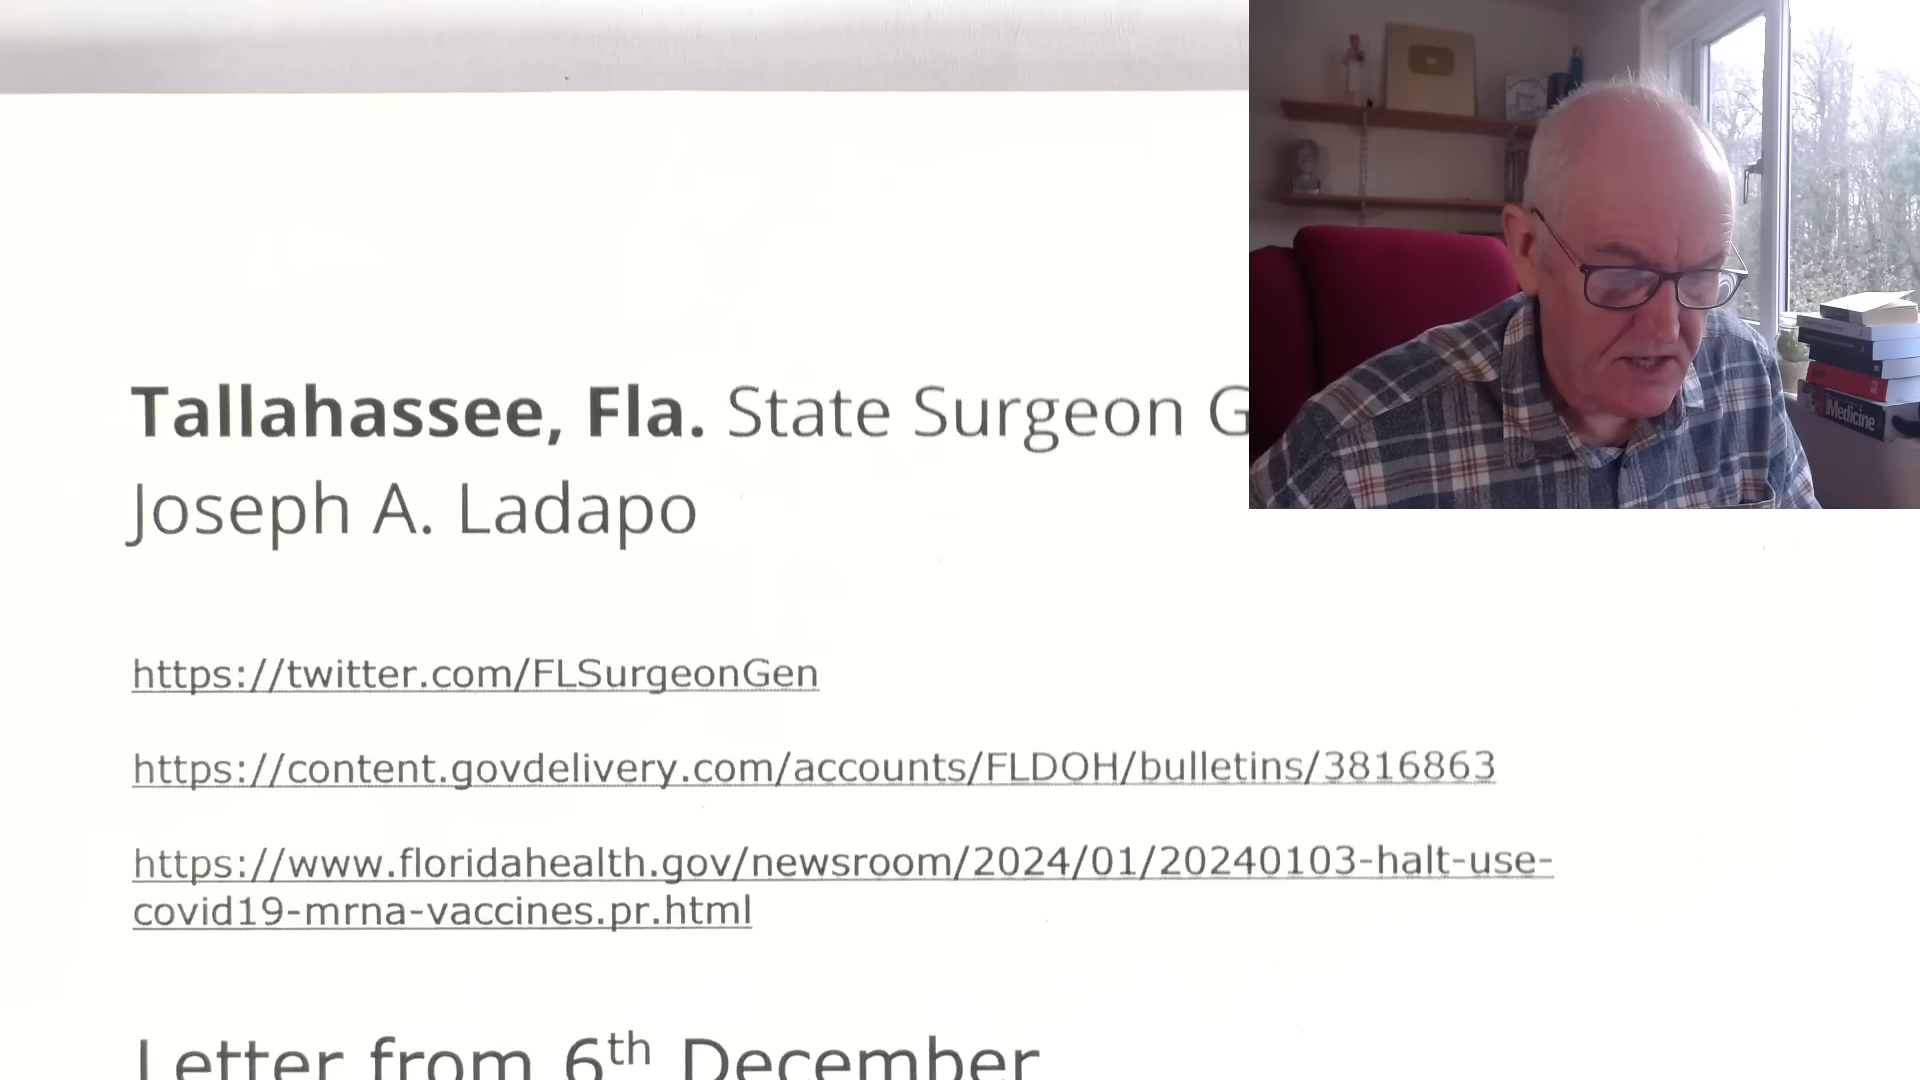 Tallahassee, Fla. State Surgeon G
Joseph A. Ladapo
https://twitter.com/FLSurgeonGen
https://content.govdelivery.com/accounts/FLDOH/bulletins/3816863
https://www.floridahealth.gov/newsroom/2024/01/20240103-halt-use-
covid19-mrna-vaccines.pr.html
Letter from 6th December
Medicine